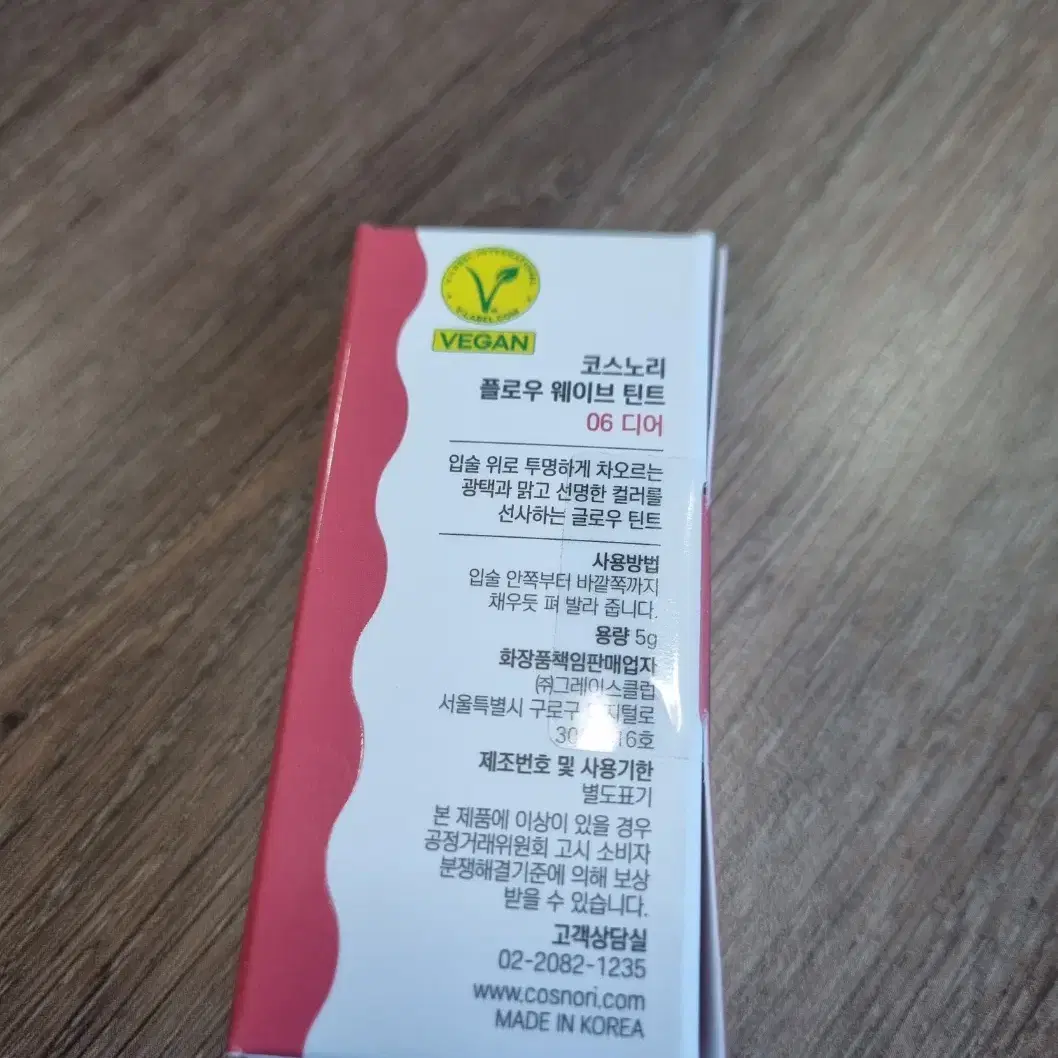 V-LABEL INTERNATIONAL
V-LABEL.COM
VEGAN
코스노리
플로우 웨이브 틴트
06 디어
입술 위로 투명하게 차오르는
광택과 맑고 선명한 컬러를
선사하는 글로우 틴트
사용방법
입술 안쪽부터 바깥쪽까지
채우듯 펴 발라 줍니다.
용량 5g
화장품책임판매업자
㈜그레이스클럽
서울특별시 구로구
30 16호
제조번호 및 사용기한
별도표기
본 제품에 이상이 있을 경우
공정거래위원회 고시 소비자
분쟁해결기준에 의해 보상
받을 수 있습니다.
고객상담실
02-2082-1235
www.cosnori.com
MADE IN KOREA